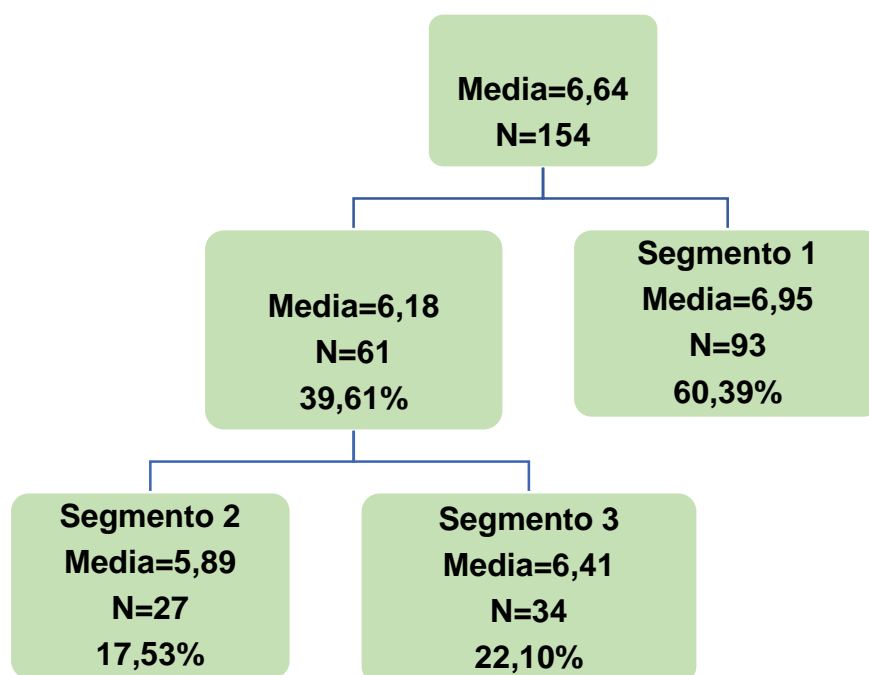 Media=6,64
N=154
Media=6,18
N=61
39,61%
Segmento 1
Media=6,95
N=93
60,39%
Segmento 2
Media=5,89
N=27
17,53%
Segmento 3
Media=6,41
N=34
22,10%